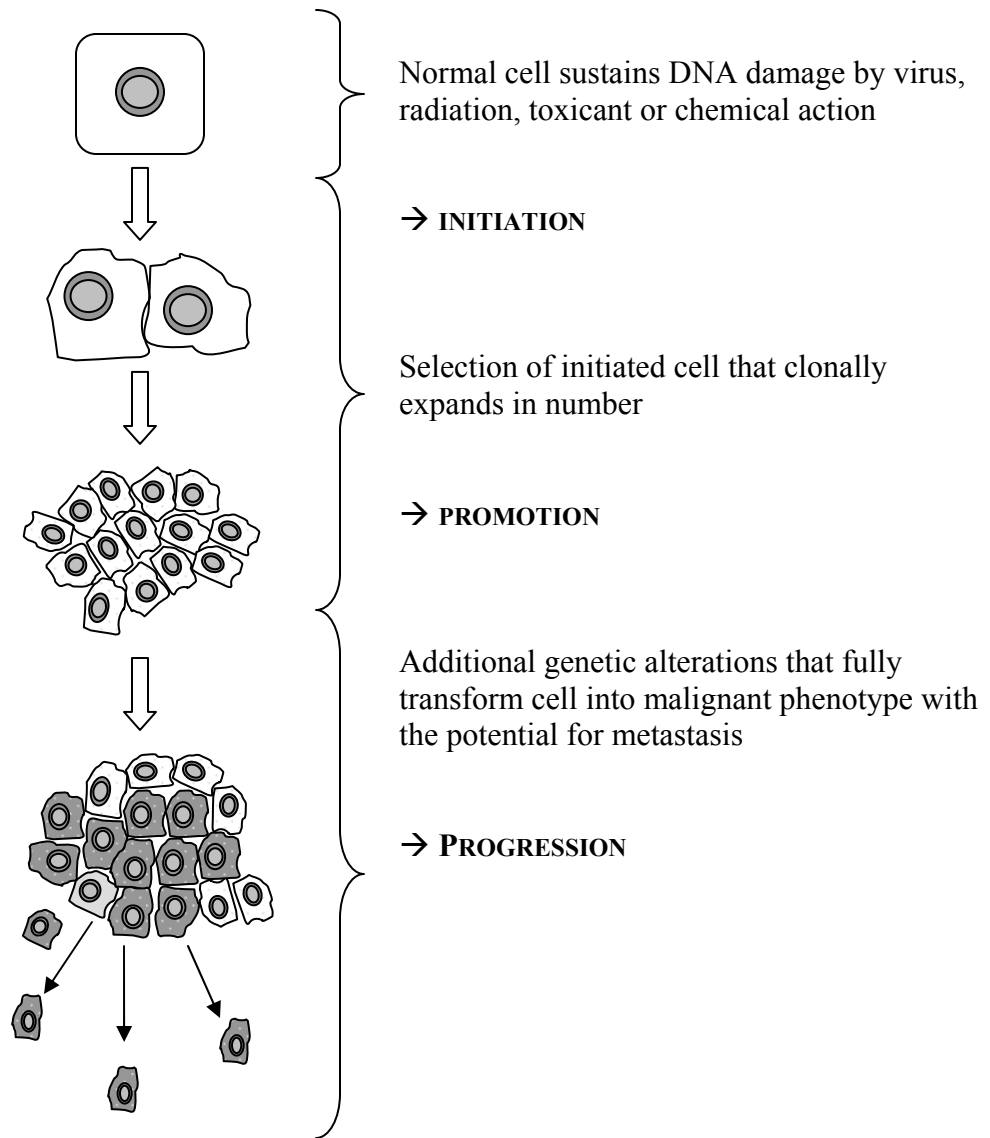 Normal cell sustains DNA damage by virus,
radiation, toxicant or chemical action
→ INITIATION
Selection of initiated cell that clonally
expands in number
→ PROMOTION
Additional genetic alterations that fully
transform cell into malignant phenotype with
the potential for metastasis
→ PROGRESSION